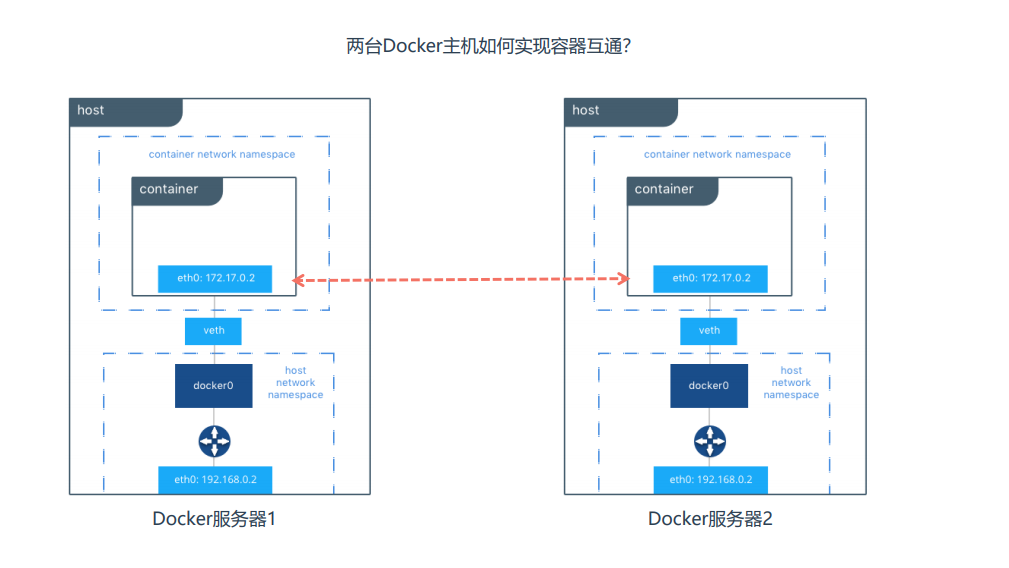 两台Docker主机如何实现容器互通？
host
container network namespace
container
eth0: 172.17.0.2
veth
docker0
host
network
namespace
eth0: 192.168.0.2
Docker服务器1
host
container network namespace
container
eth0: 172.17.0.2
veth
docker0
host
network
namespace
eth0: 192.168.0.2
Docker服务器2